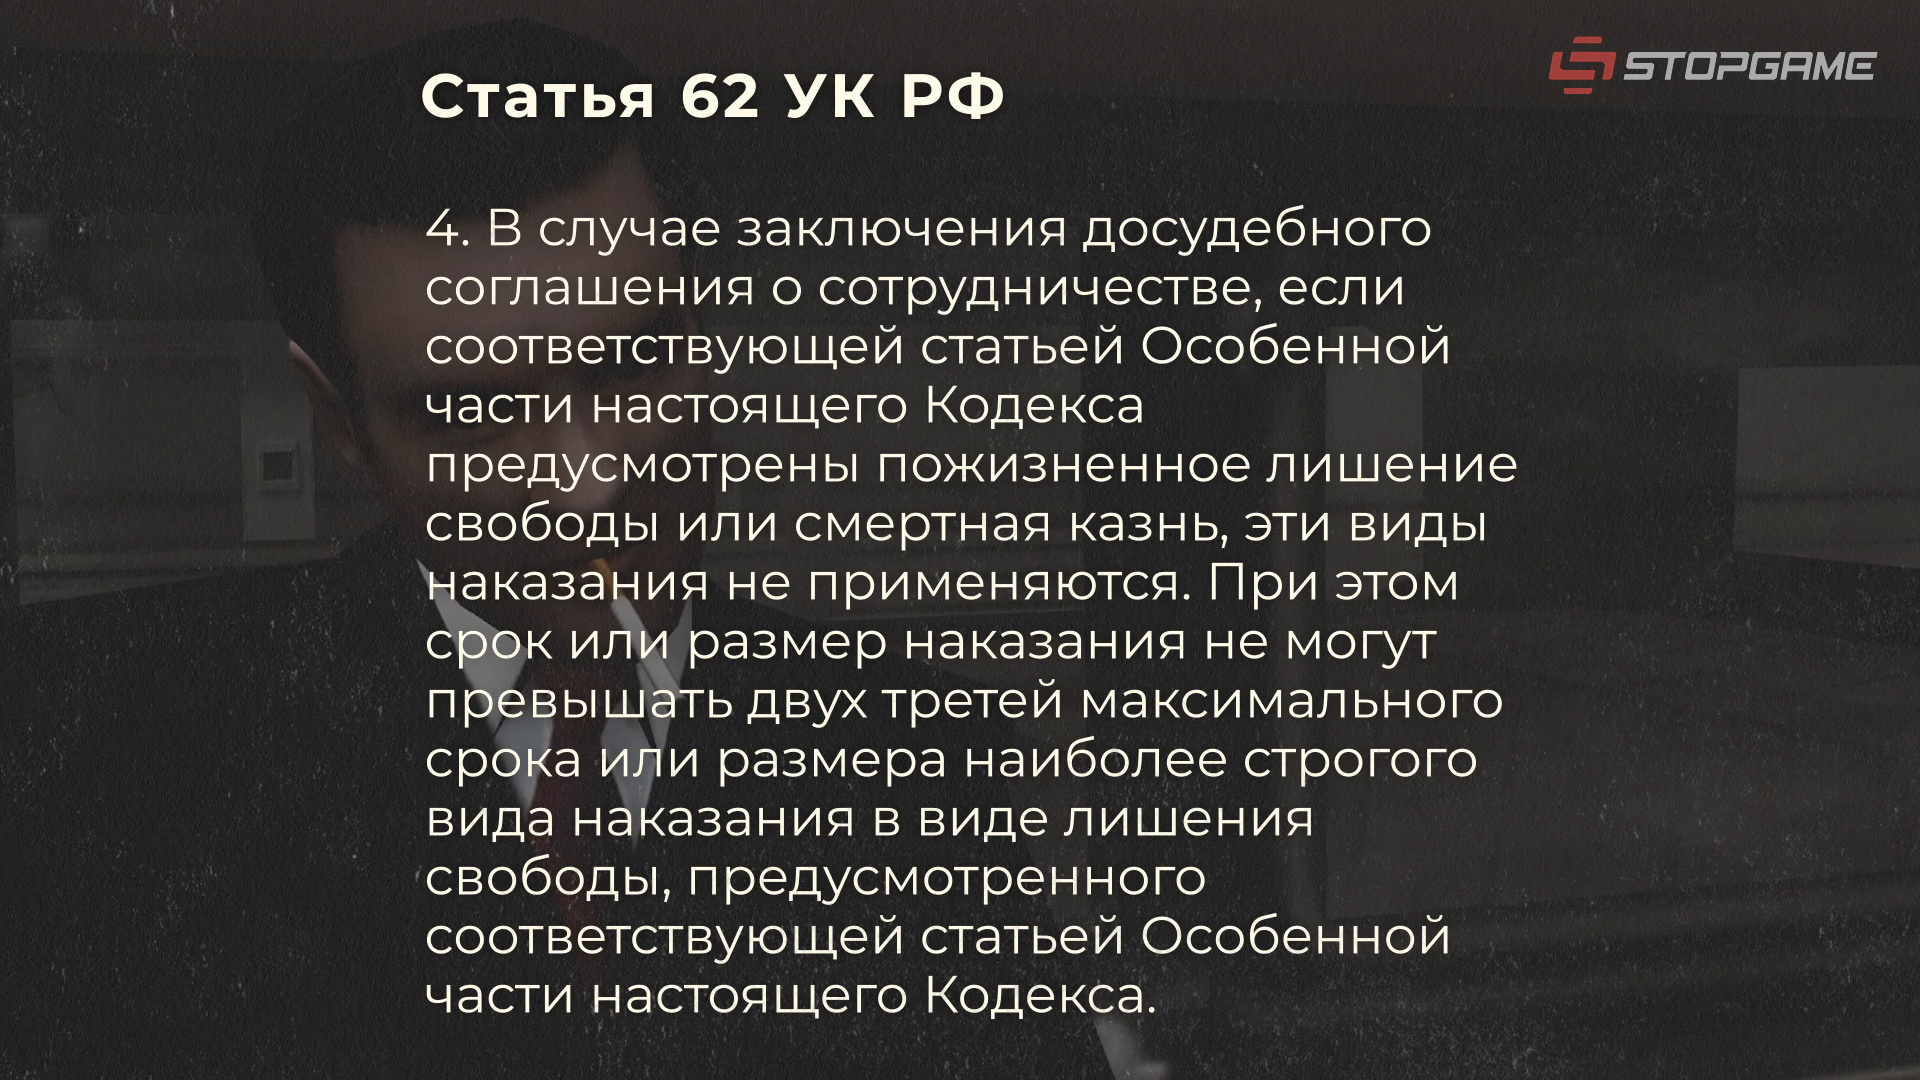 STOPGAME
Статья 62 УК РФ
4. В случае заключения досудебного
соглашения о сотрудничестве, если
соответствующей статьей Особенной
части настоящего Кодекса
предусмотрены пожизненное лишение
свободы или смертная казнь, эти виды
наказания не применяются. При этом
срок или размер наказания не могут
превышать двух третей максимального
срока или размера наиболее строгого
вида наказания в виде лишения
свободы, предусмотренного
соответствующей статьей Особенной
части настоящего Кодекса.